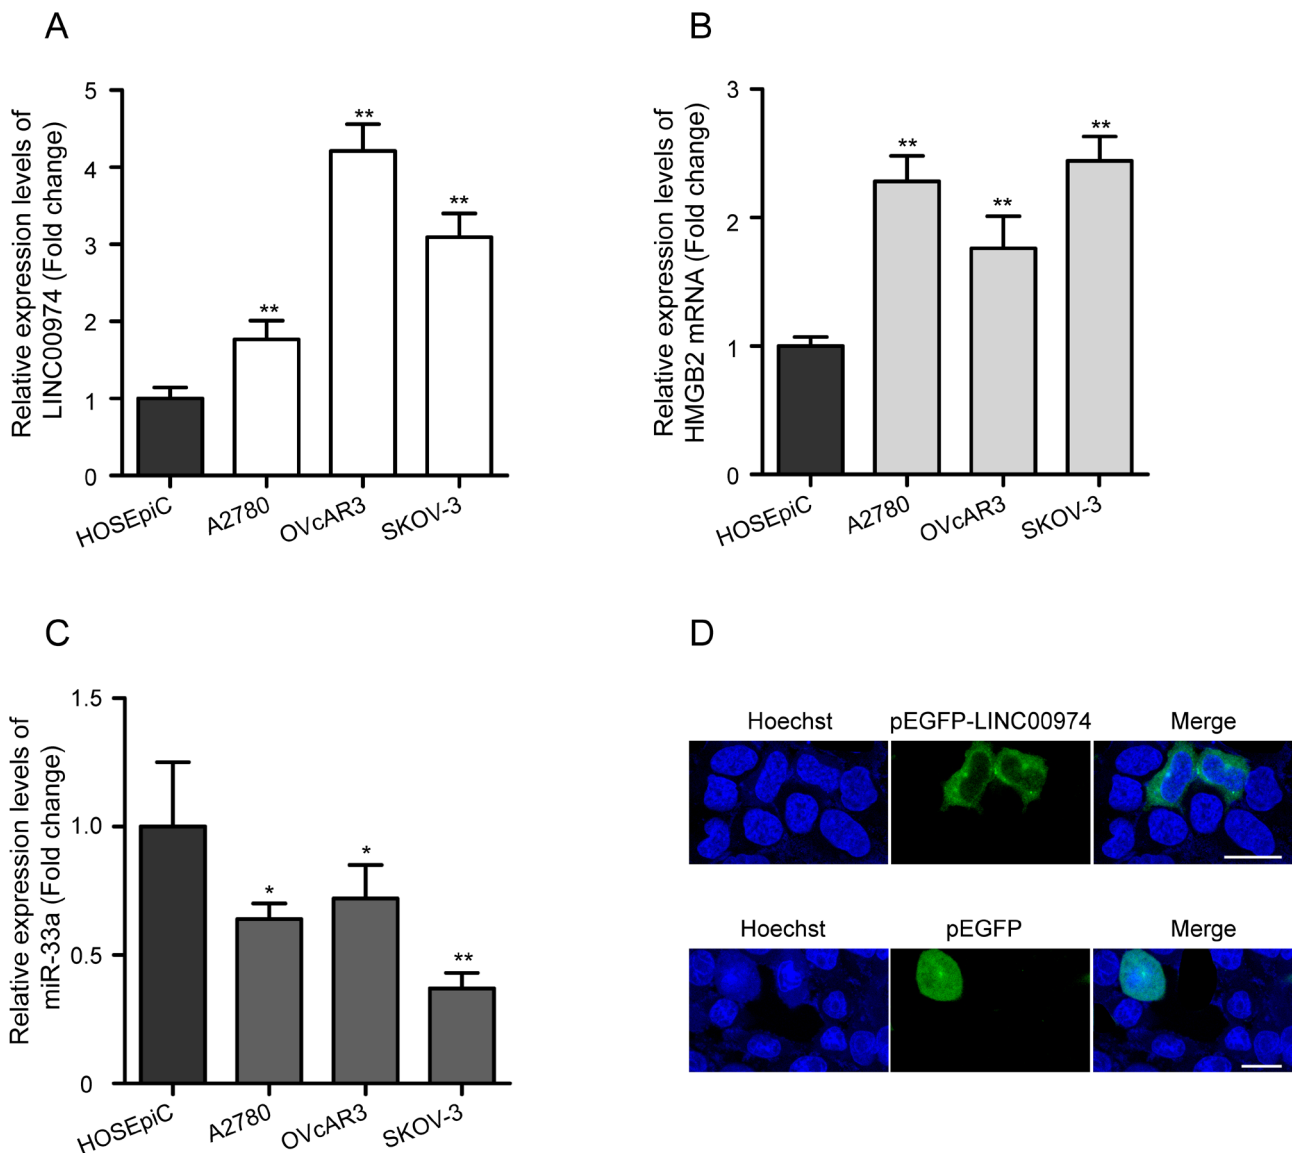 A
Relative expression levels of
LINC00974 (Fold change)
5
4
3
2
1
0
**
**
**
HOSEpiC
A2780
OVcAR3
SKOV-3
B
Relative expression levels of
HMGB2 mRNA (Fold change)
3
2
1
0
**
**
**
HOSEpiC
A2780
OVcAR3
SKOV-3
C
Relative expression levels of
miR-33a (Fold change)
1.5
1.0
0.5
0
*
*
**
HOSEpiC
A2780
OVcAR3
SKOV-3
D
Hoechst pEGFP-LINC00974 Merge
Hoechst pEGFP Merge